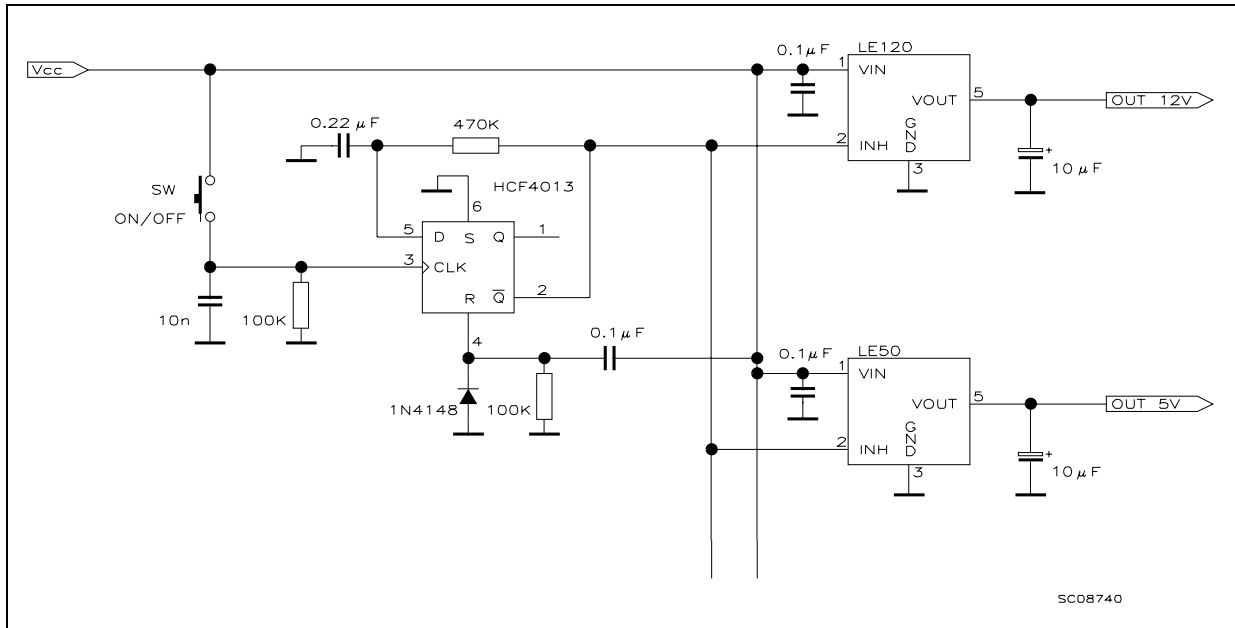 Vcc
0.1μF
LE120
1
VIN
VOUT
5
OUT 12V
GND
2
INH
3
+
10μF
0.22μF
470K
SW
ON/OFF
HCF4013
6
5
D
S
Q
1
3
CLK
R
Q̅
2
4
10n
100K
0.1μF
1N4148
100K
0.1μF
LE50
1
VIN
VOUT
5
OUT 5V
GND
2
INH
3
+
10μF
SC08740